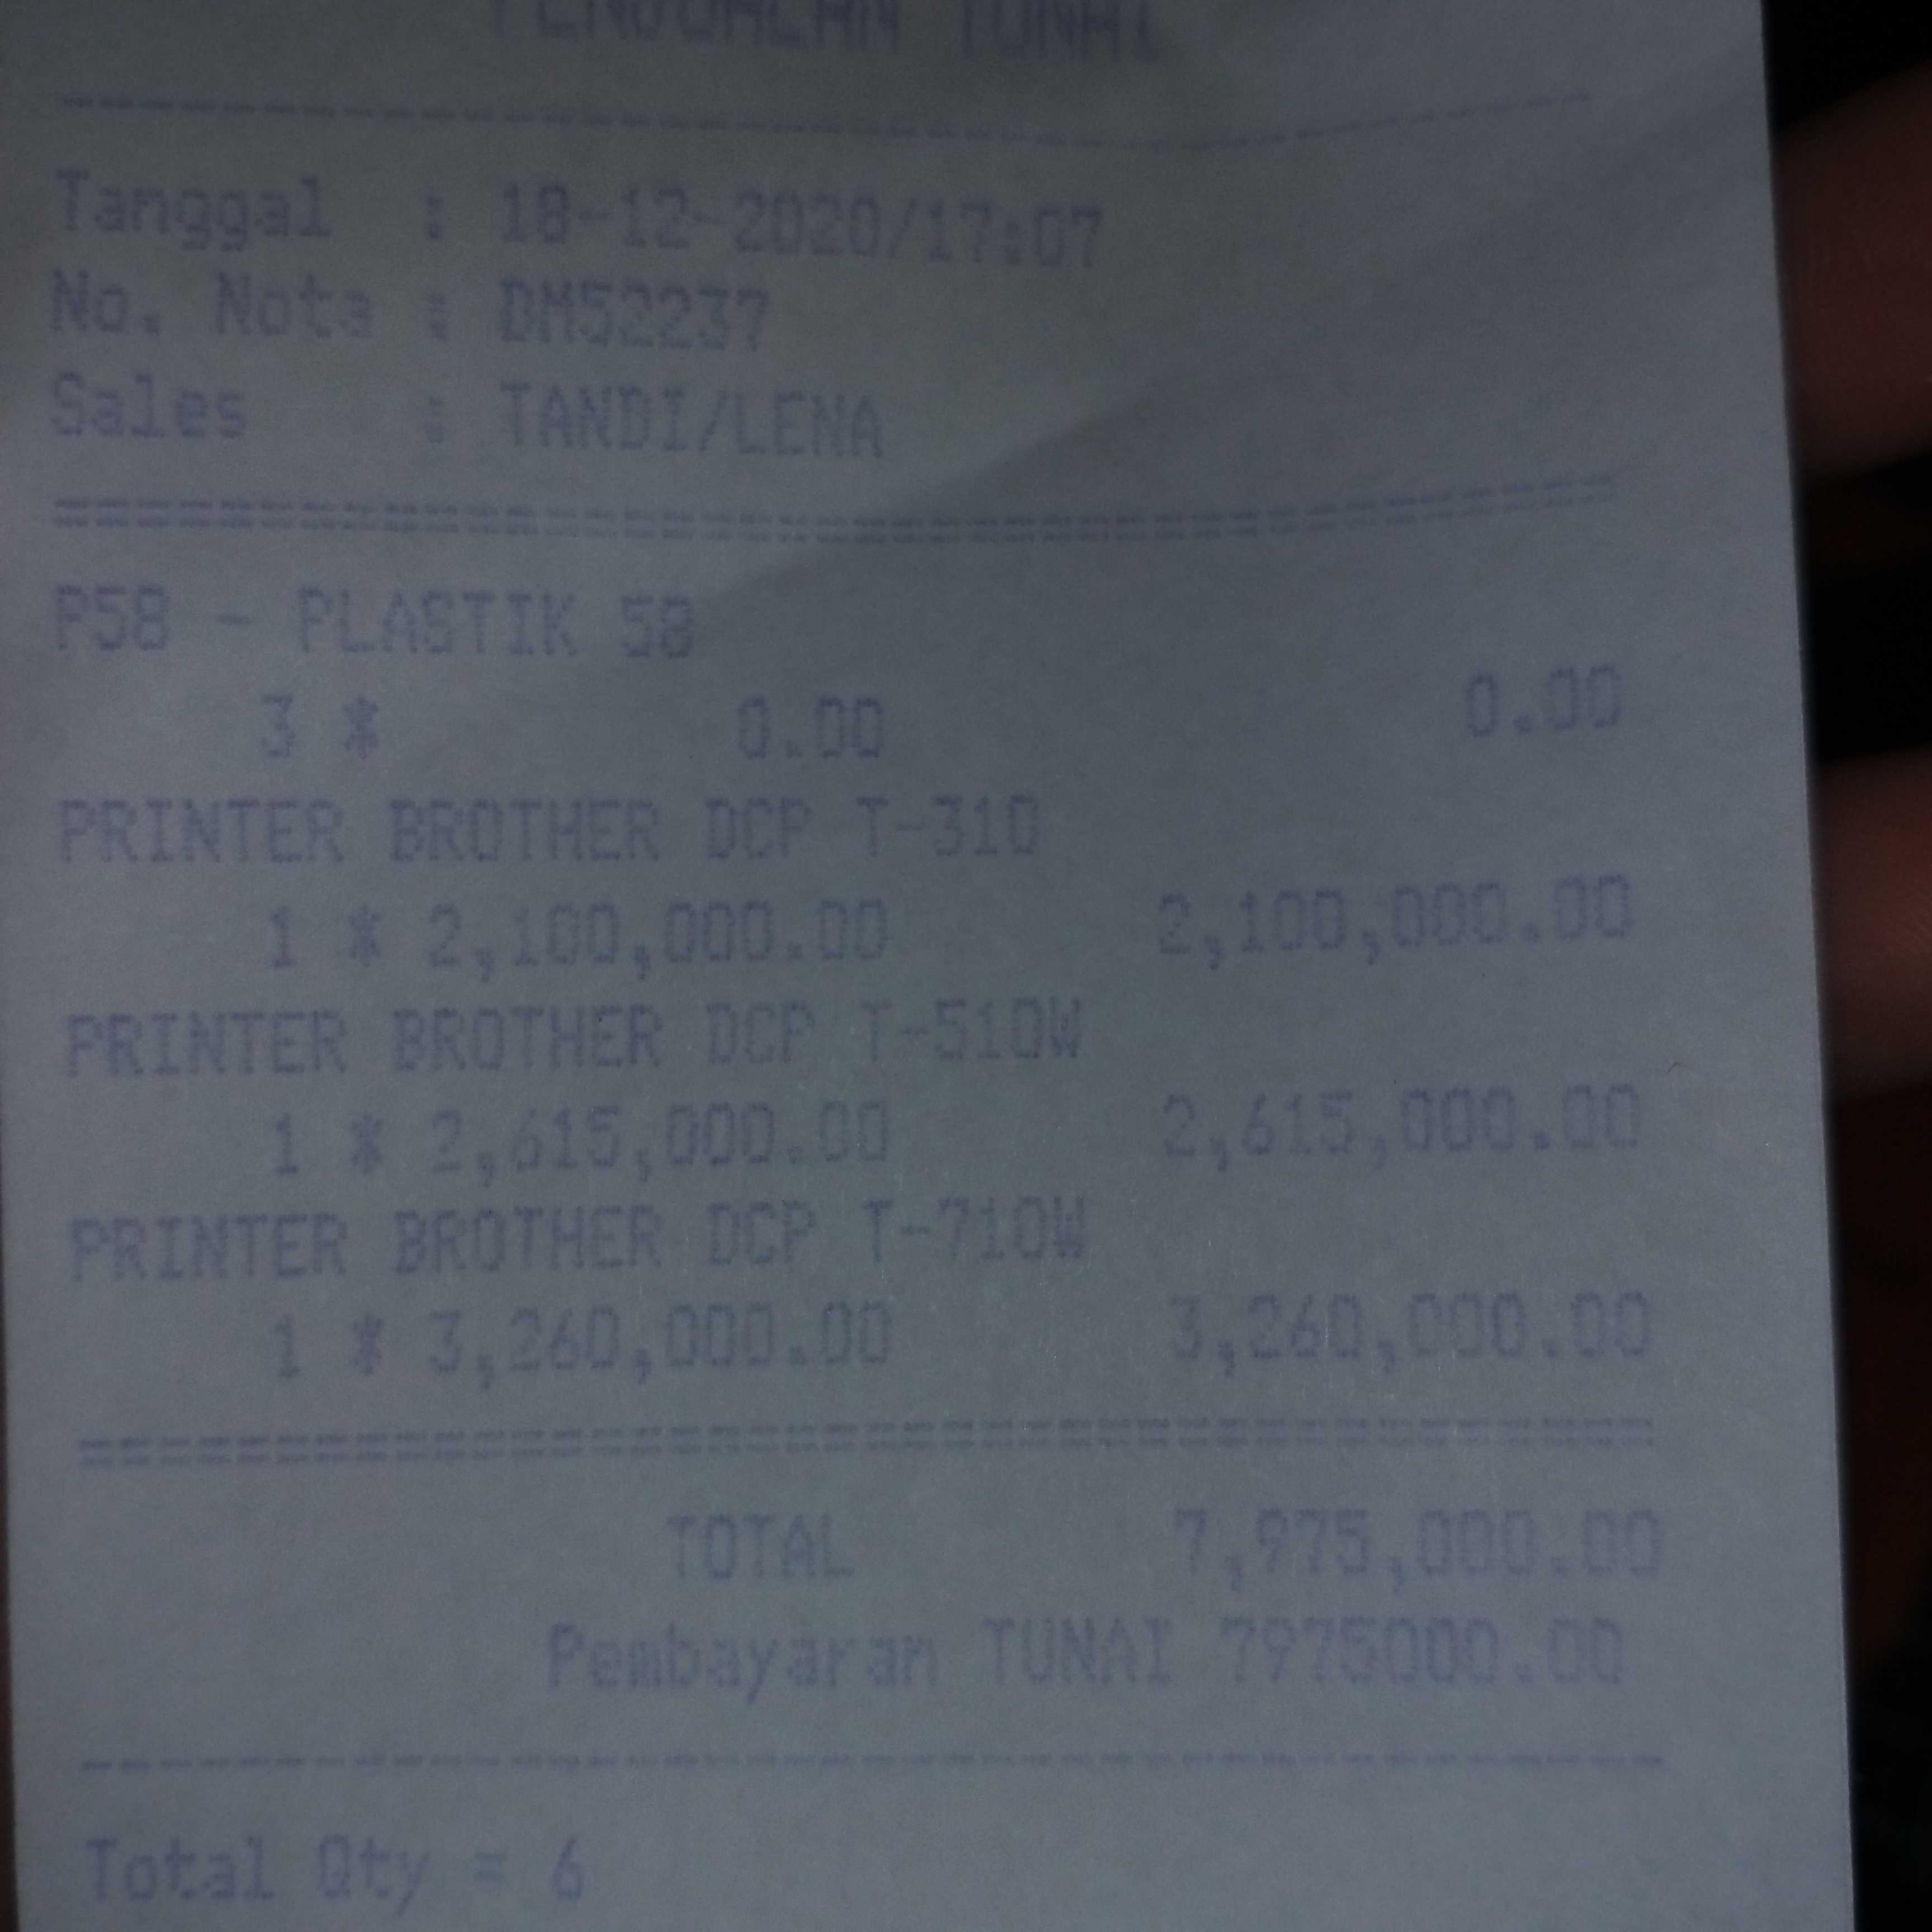 PENJUALAN TUNAI
Tanggal : 18-12-2020/17:07
No. Nota : DM52237
Sales : TANDI/LENA
P58 - PLASTIK 58
3 * 0.00 0.00
PRINTER BROTHER DCP T-310
1 * 2,100,000.00 2,100,000.00
PRINTER BROTHER DCP T-510W
1 * 2,615,000.00 2,615,000.00
PRINTER BROTHER DCP T-710W
1 * 3,260,000.00 3,260,000.00
TOTAL 7,975,000.00
Pembayaran TUNAI 7975000.00
Total Qty = 6